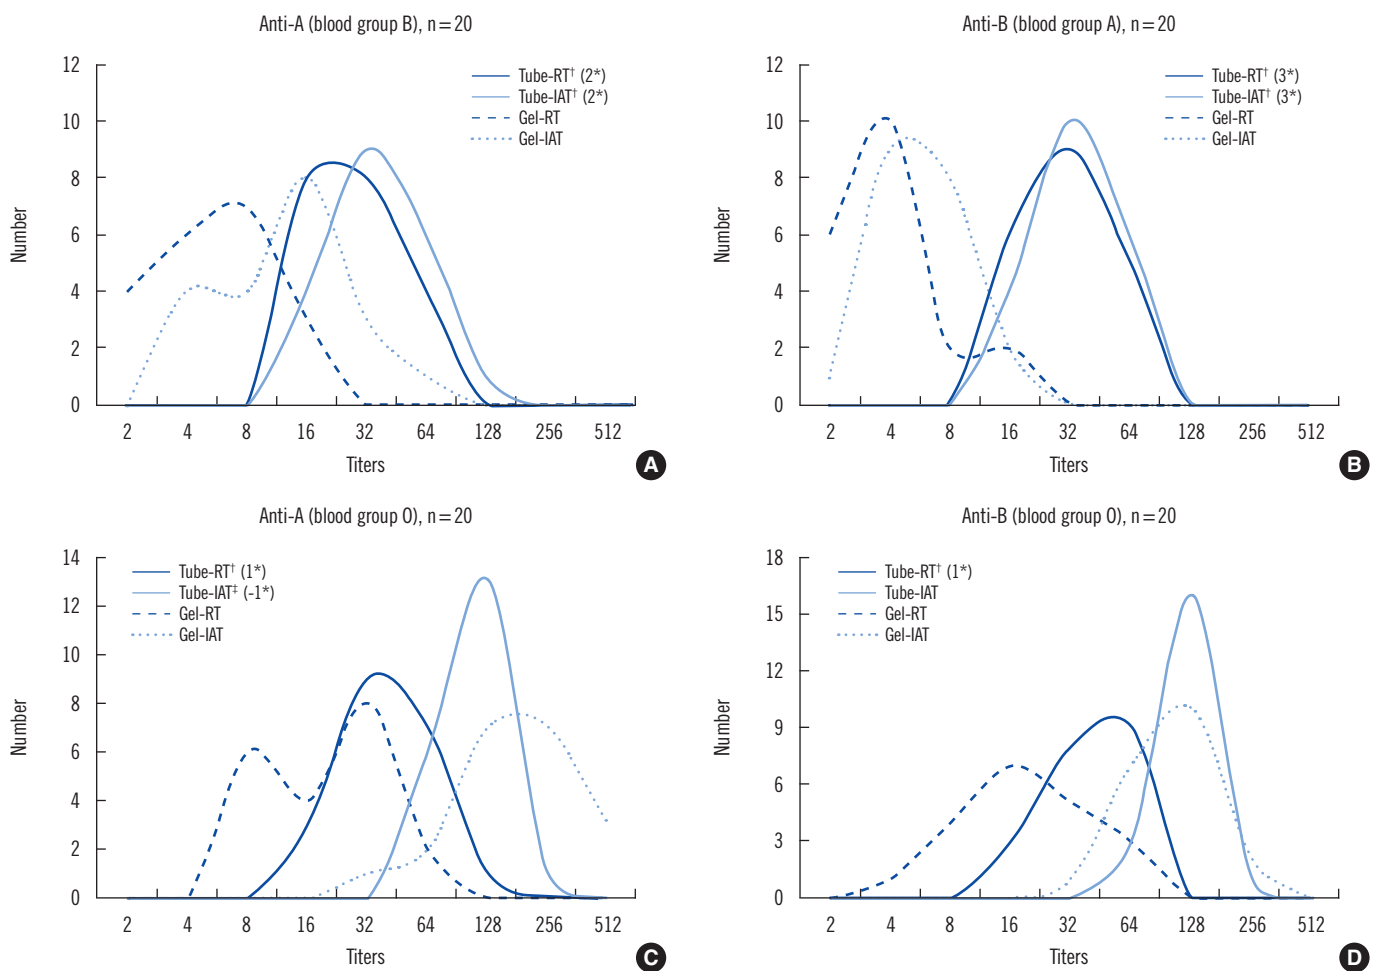 Anti-A (blood group B), n=20
12
10
8
6
4
2
0
Number
Tube-RT† (2*)
Tube-IAT† (2*)
Gel-RT
Gel-IAT
2 4 8 16 32 64 128 256 512
Titers
A
Anti-B (blood group A), n=20
12
10
8
6
4
2
0
Number
Tube-RT† (3*)
Tube-IAT† (3*)
Gel-RT
Gel-IAT
2 4 8 16 32 64 128 256 512
Titers
B
Anti-A (blood group O), n=20
14
12
10
8
6
4
2
0
Number
Tube-RT† (1*)
Tube-IAT‡ (-1*)
Gel-RT
Gel-IAT
2 4 8 16 32 64 128 256 512
Titers
C
Anti-B (blood group O), n=20
18
15
12
9
6
3
0
Number
Tube-RT† (1*)
Tube-IAT
Gel-RT
Gel-IAT
2 4 8 16 32 64 128 256 512
Titers
D